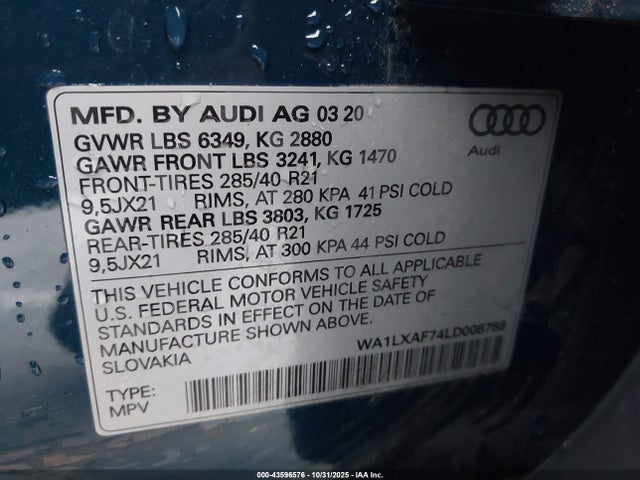 MFD. BY AUDI AG 03 20
GVWR LBS 6349, KG 2880
GAWR FRONT LBS 3241, KG 1470
FRONT-TIRES 285/40 R21
9,5JX21 RIMS, AT 280 KPA 41 PSI COLD
GAWR REAR LBS 3803, KG 1725
REAR-TIRES 285/40 R21
9,5JX21 RIMS, AT 300 KPA 44 PSI COLD
Audi
THIS VEHICLE CONFORMS TO ALL APPLICABLE
U.S. FEDERAL MOTOR VEHICLE SAFETY
STANDARDS IN EFFECT ON THE DATE OF
MANUFACTURE SHOWN ABOVE.
SLOVAKIA
WA1LXAF74LD008768
TYPE:
MPV
000-43596576 - 10/31/2025 - IAA Inc.